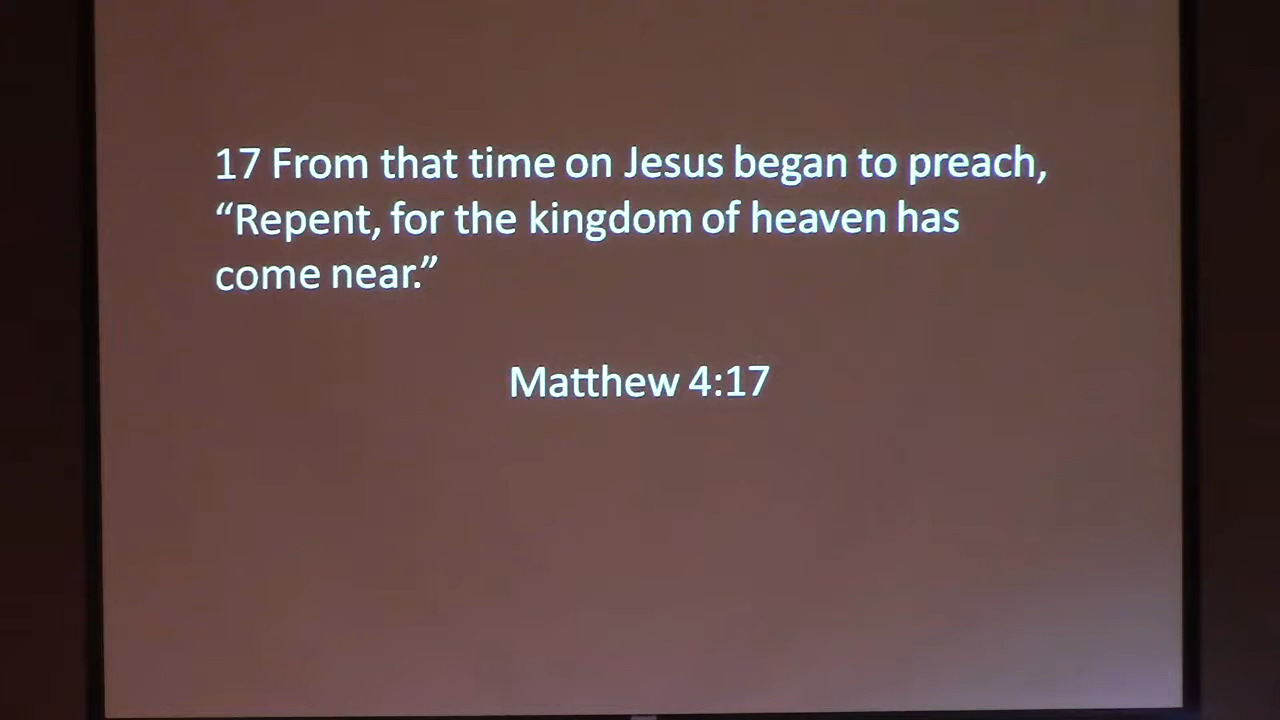 17 From that time on Jesus began to preach,
“Repent, for the kingdom of heaven has
come near.”
Matthew 4:17